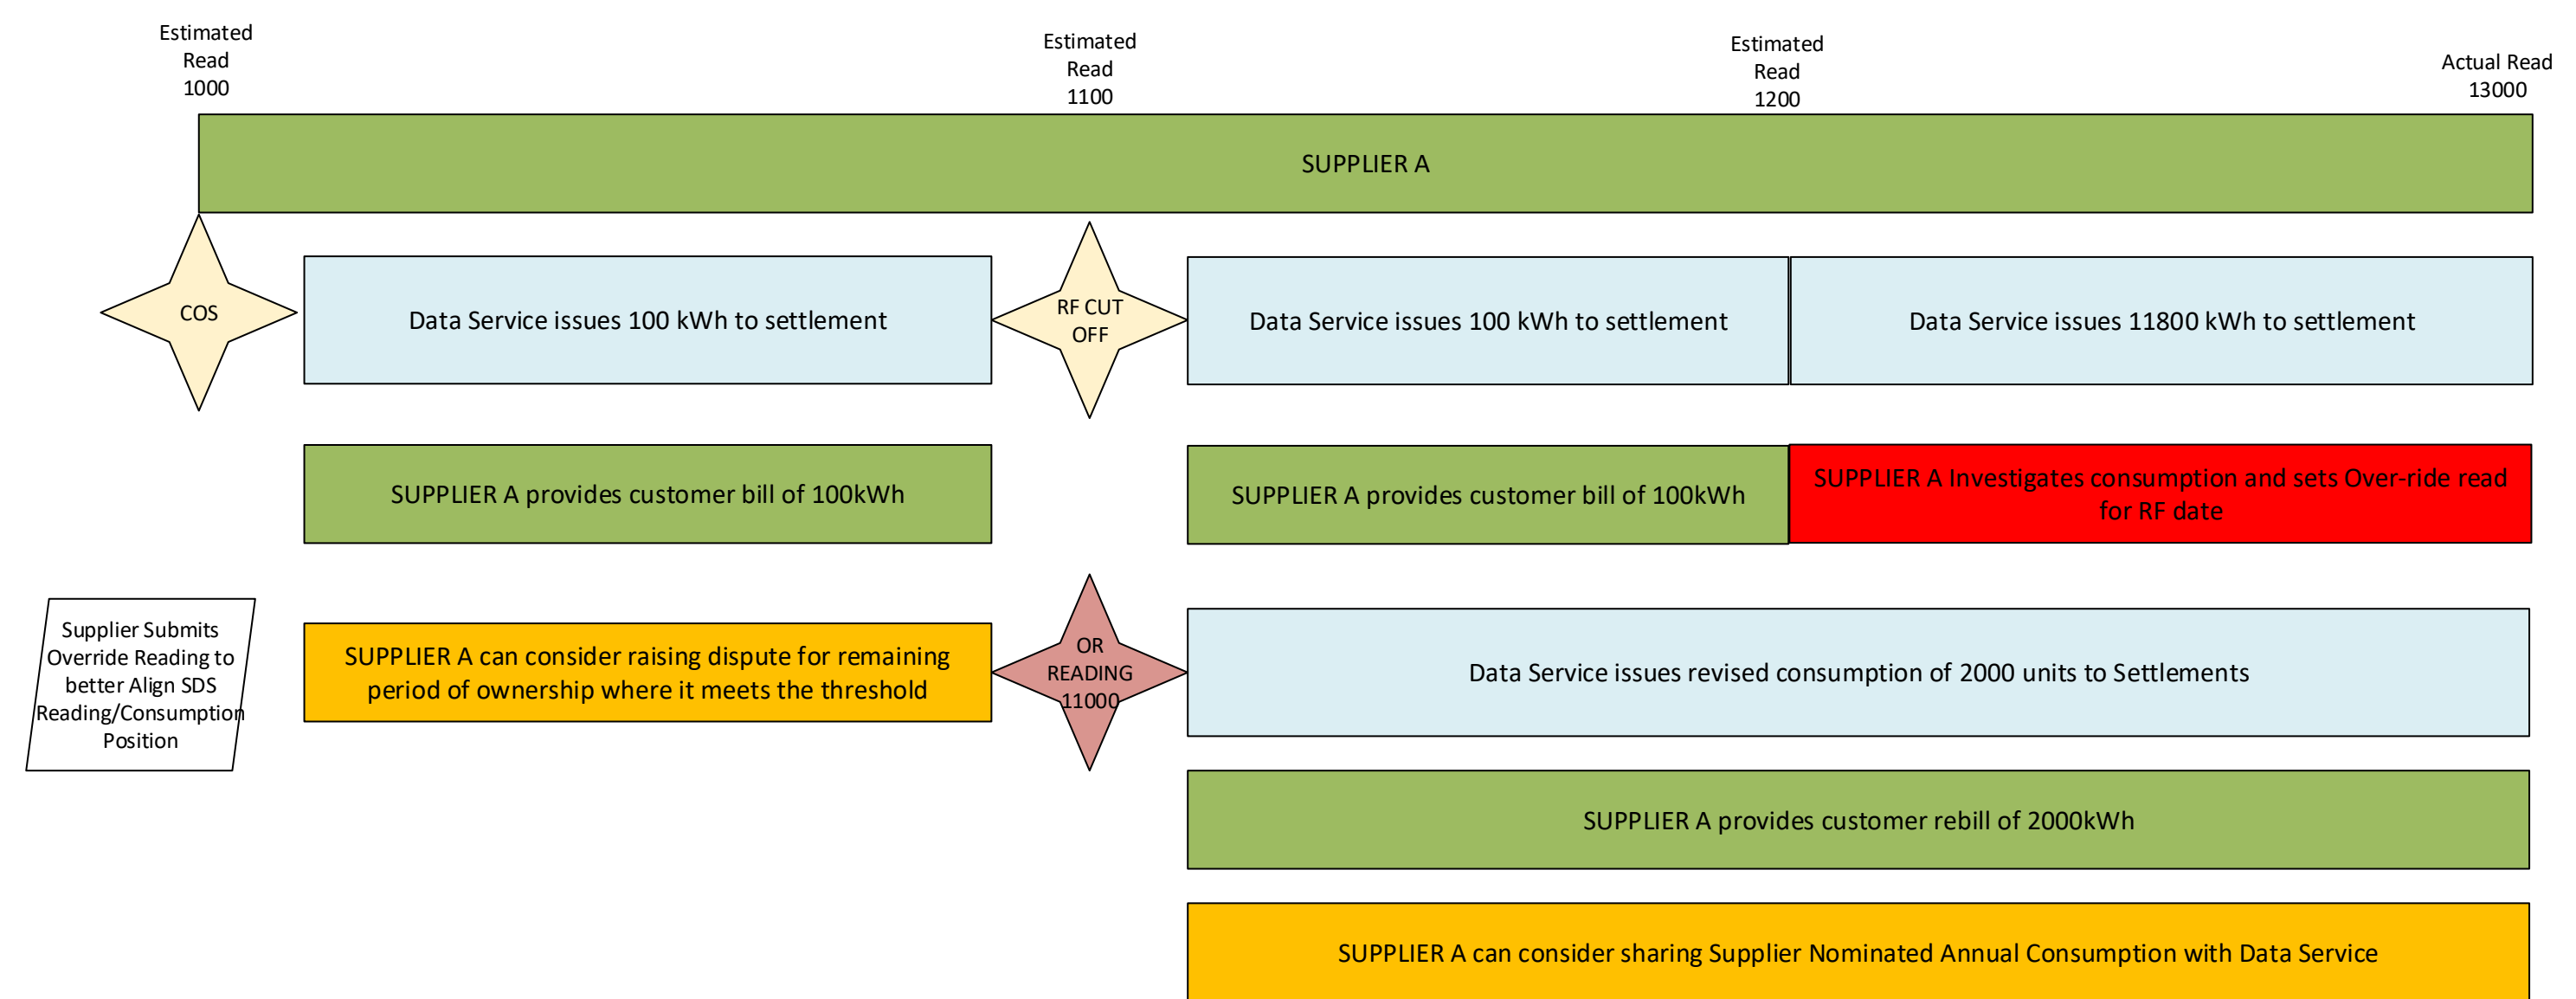 Estimated
Read
1000
Estimated
Read
1100
Estimated
Read
1200
Actual Read
13000
SUPPLIER A
COS
Data Service issues 100 kWh to settlement
RF CUT
OFF
Data Service issues 100 kWh to settlement
Data Service issues 11800 kWh to settlement
SUPPLIER A provides customer bill of 100kWh
SUPPLIER A provides customer bill of 100kWh
SUPPLIER A Investigates consumption and sets Over-ride read
for RF date
Supplier Submits
Override Reading to
better Align SDS
Reading/Consumption
Position
SUPPLIER A can consider raising dispute for remaining
period of ownership where it meets the threshold
OR
READING
11000
Data Service issues revised consumption of 2000 units to Settlements
SUPPLIER A provides customer rebill of 2000kWh
SUPPLIER A can consider sharing Supplier Nominated Annual Consumption with Data Service